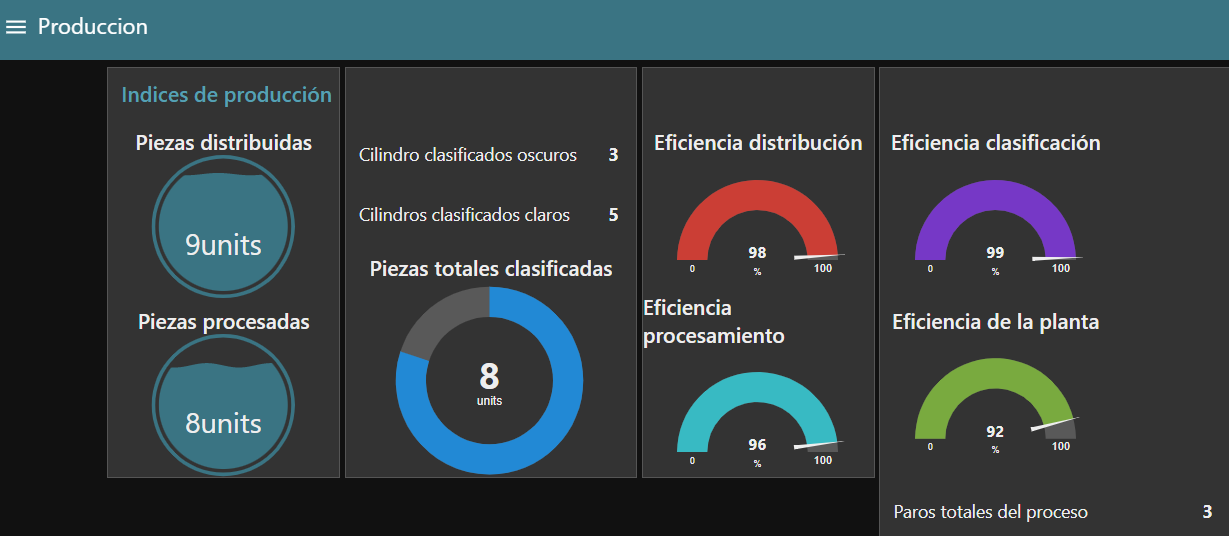 Produccion
Indices de producción
Piezas distribuidas
9units
Piezas procesadas
8units
Cilindro clasificados oscuros 3
Cilindros clasificados claros 5
Piezas totales clasificadas
8
units
Eficiencia distribución
98
%
0 100
Eficiencia
procesamiento
96
%
0 100
Eficiencia clasificación
99
%
0 100
Eficiencia de la planta
92
%
0 100
Paros totales del proceso 3